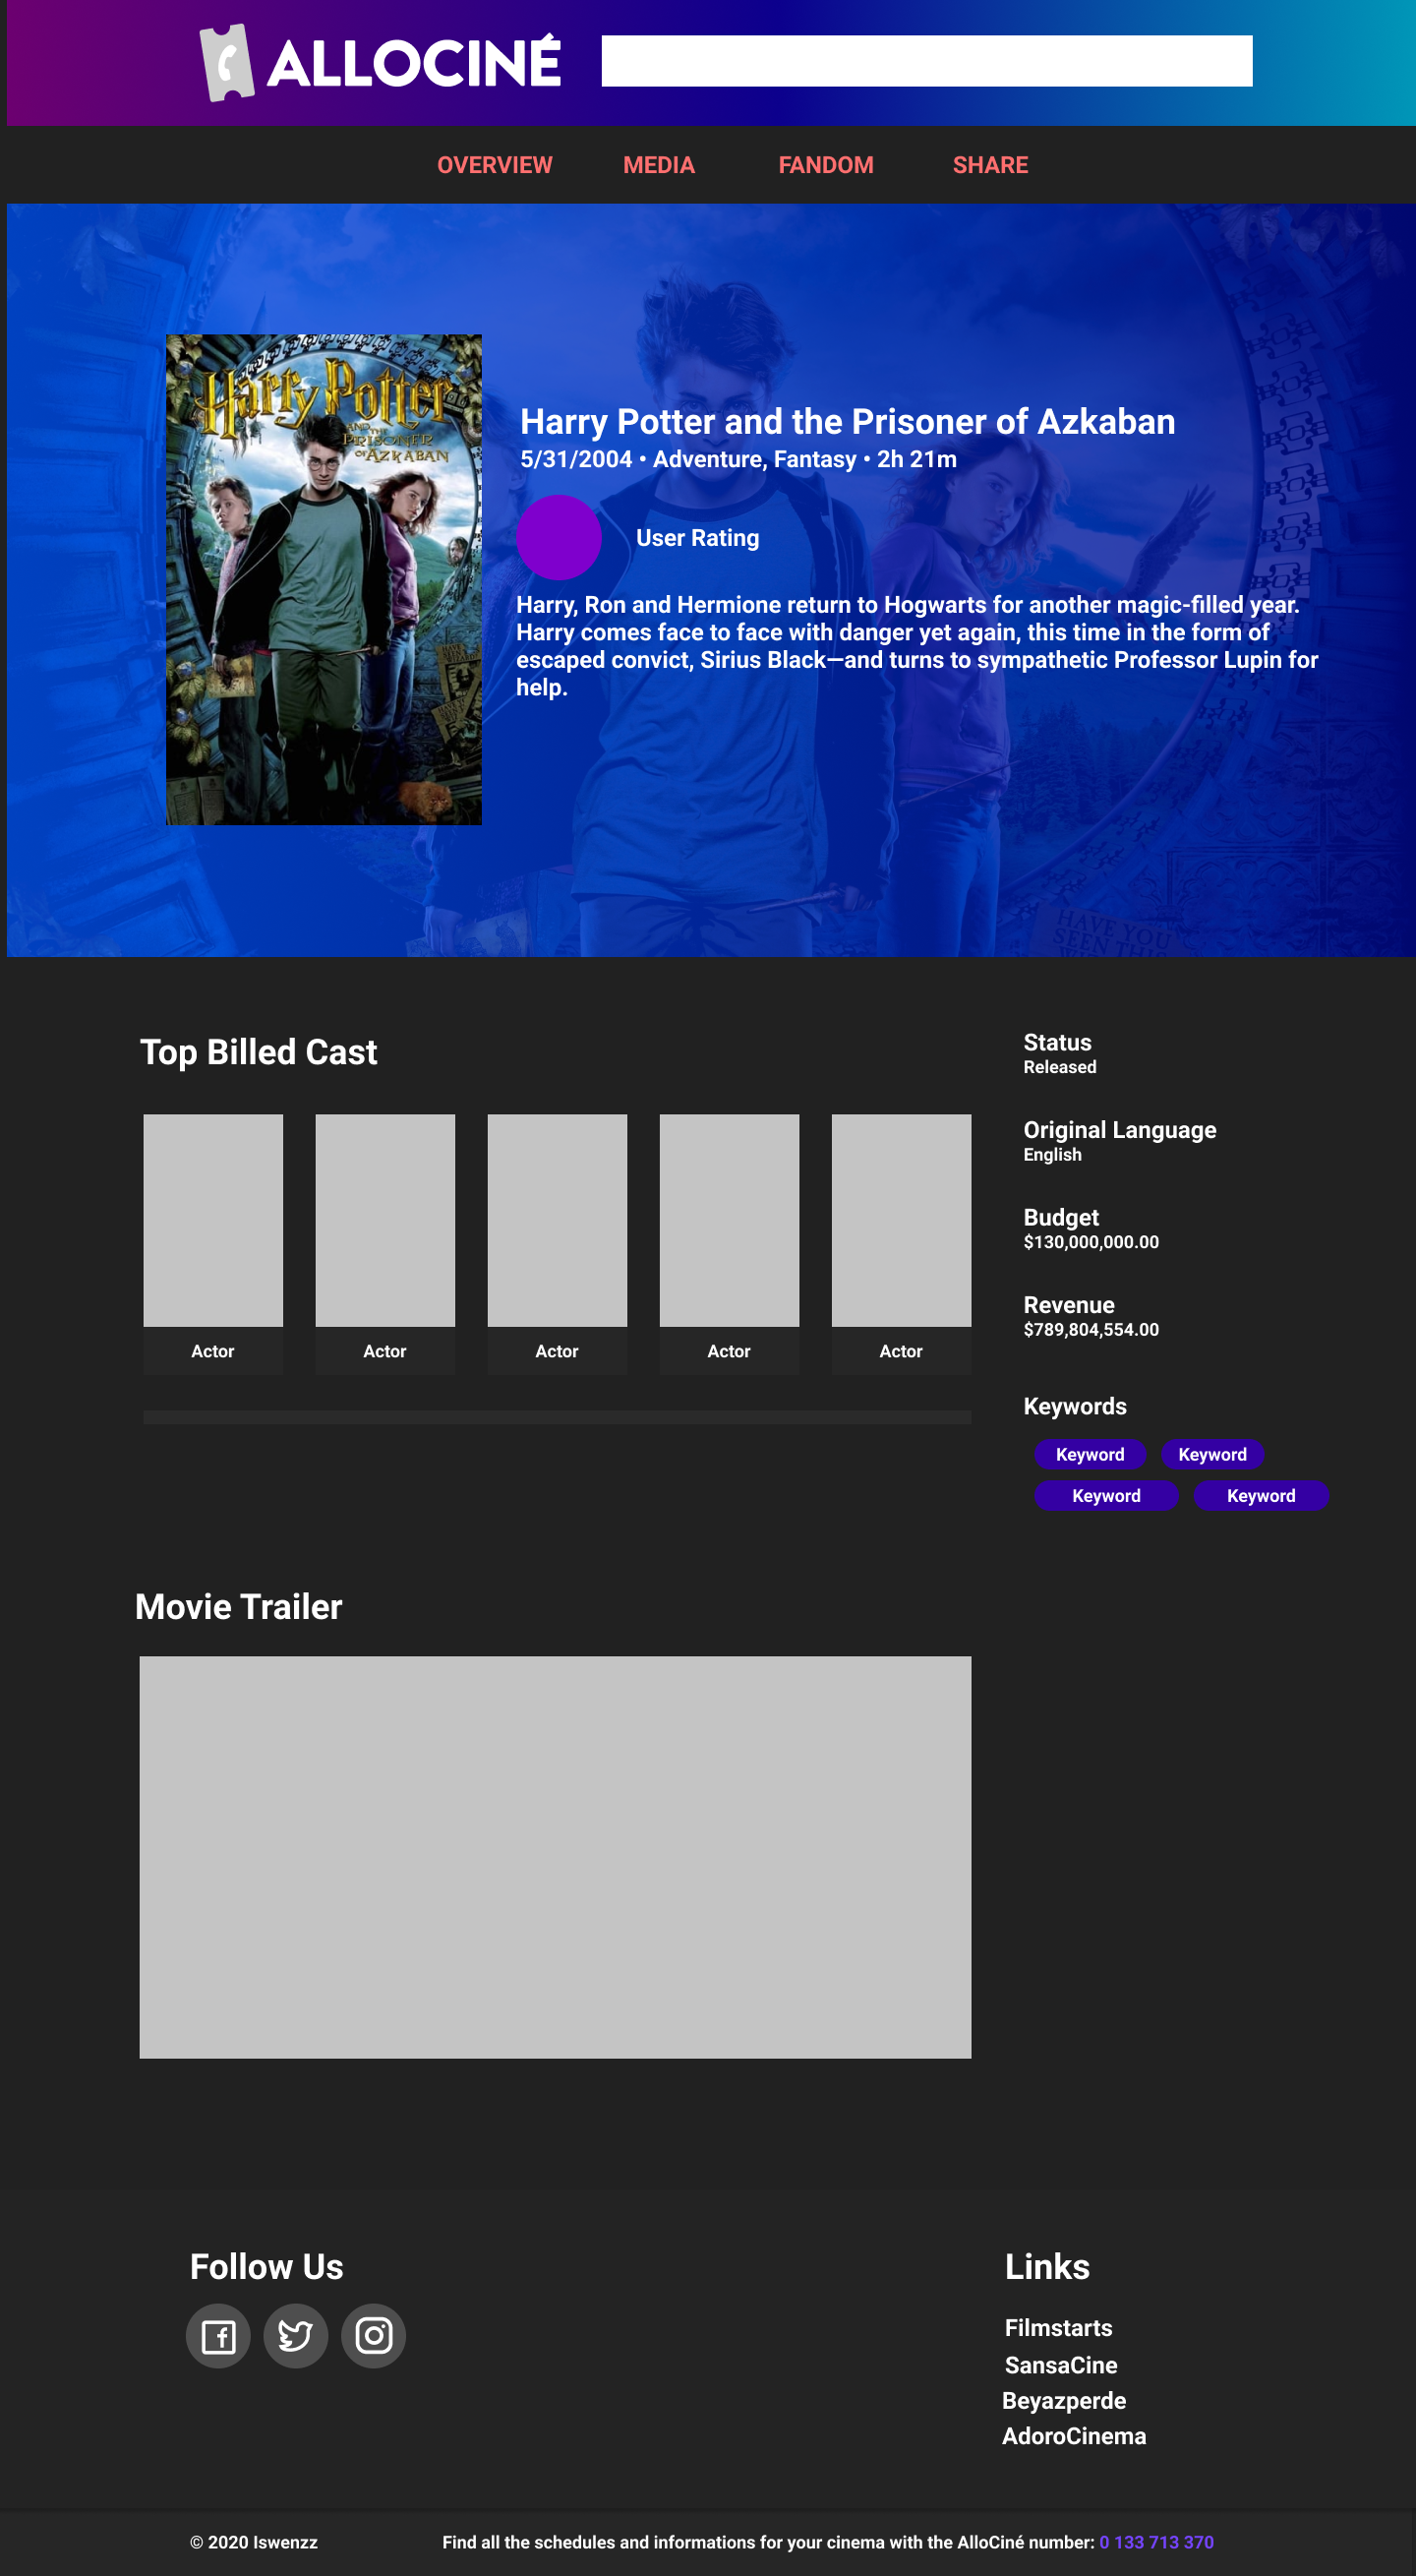 ALLOCINÉ
OVERVIEW MEDIA FANDOM SHARE
Harry Potter
AND THE
PRISONER
OF AZKABAN
Harry Potter and the Prisoner of Azkaban
5/31/2004 • Adventure, Fantasy • 2h 21m
User Rating
Harry, Ron and Hermione return to Hogwarts for another magic-filled year.
Harry comes face to face with danger yet again, this time in the form of
escaped convict, Sirius Black—and turns to sympathetic Professor Lupin for
help.
HAVE YOU
SEEN THIS
Top Billed Cast
Actor Actor Actor Actor Actor
Status
Released
Original Language
English
Budget
$130,000,000.00
Revenue
$789,804,554.00
Keywords
Keyword Keyword
Keyword Keyword
Movie Trailer
Follow Us
Links
Filmstarts
SansaCine
Beyazperde
AdoroCinema
© 2020 Iswenzz
Find all the schedules and informations for your cinema with the AlloCiné number: 0 133 713 370